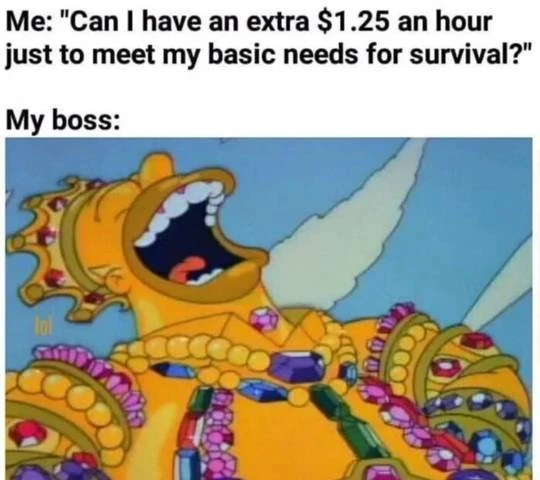 Me: "Can I have an extra $1.25 an hour
just to meet my basic needs for survival?"
My boss:
lol